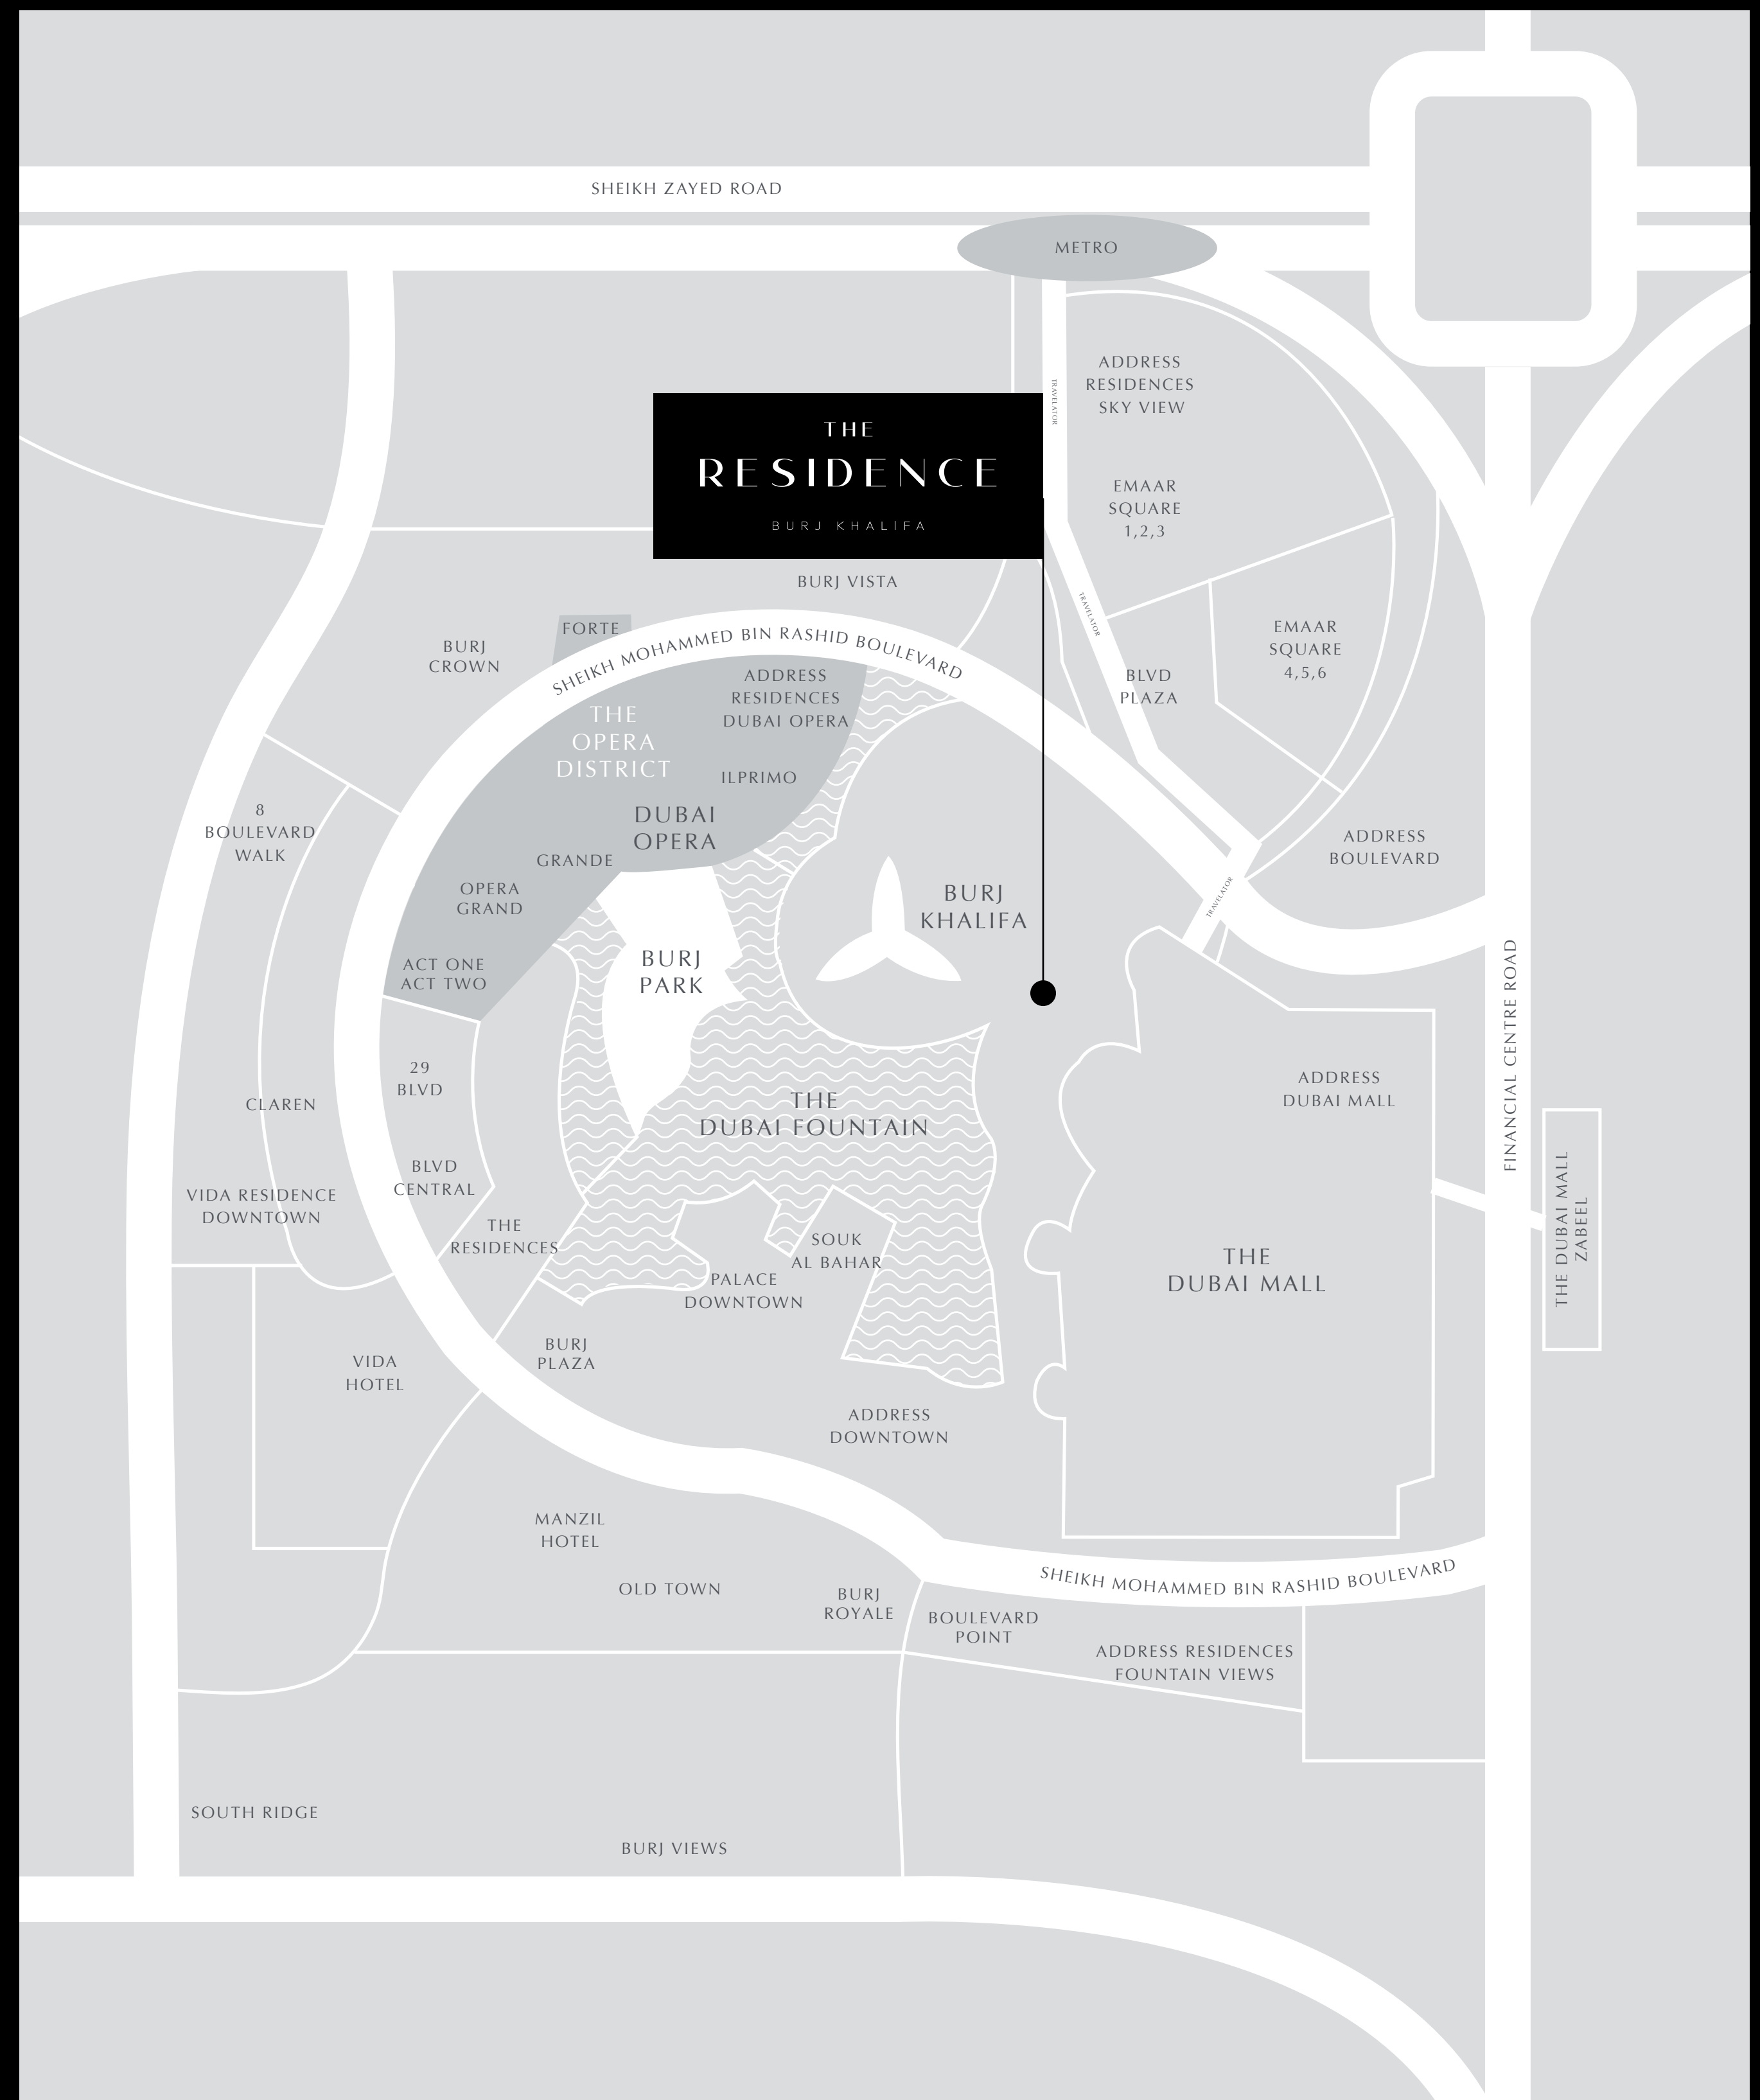 SHEIKH ZAYED ROAD
METRO
TRAVELATOR
ADDRESS
RESIDENCES
SKY VIEW
THE
RESIDENCE
BURJ KHALIFA
EMAAR
SQUARE
1,2,3
BURJ VISTA
TRAVELATOR
FORTE
BURJ
CROWN
SHEIKH MOHAMMED BIN RASHID BOULEVARD
EMAAR
SQUARE
4,5,6
ADDRESS
RESIDENCES
DUBAI OPERA
BLVD
PLAZA
THE
OPERA
DISTRICT
ILPRIMO
8
BOULEVARD
WALK
DUBAI
OPERA
ADDRESS
BOULEVARD
GRANDE
OPERA
GRAND
BURJ
KHALIFA
TRAVELATOR
ACT ONE
ACT TWO
BURJ
PARK
FINANCIAL CENTRE ROAD
29
BLVD
ADDRESS
DUBAI MALL
CLAREN
THE
DUBAI FOUNTAIN
BLVD
CENTRAL
VIDA RESIDENCE
DOWNTOWN
THE
RESIDENCES
SOUK
AL BAHAR
THE
DUBAI MALL
THE DUBAI MALL
ZABEEL
PALACE
DOWNTOWN
BURJ
PLAZA
VIDA
HOTEL
ADDRESS
DOWNTOWN
MANZIL
HOTEL
SHEIKH MOHAMMED BIN RASHID BOULEVARD
OLD TOWN
BURJ
ROYALE
BOULEVARD
POINT
ADDRESS RESIDENCES
FOUNTAIN VIEWS
SOUTH RIDGE
BURJ VIEWS